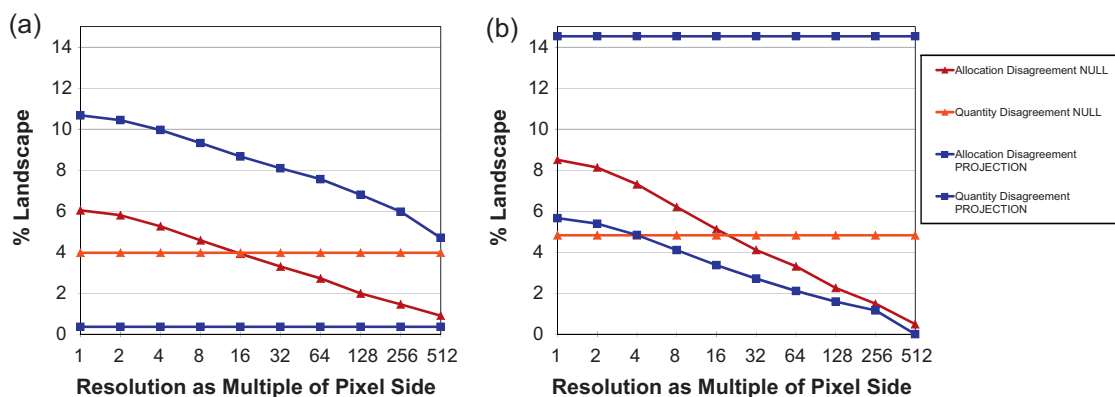 (a)
14
12
10
8
6
4
2
0
% Landscape
1 2 4 8 16 32 64 128 256 512
Resolution as Multiple of Pixel Side
(b)
14
12
10
8
6
4
2
0
% Landscape
1 2 4 8 16 32 64 128 256 512
Resolution as Multiple of Pixel Side
Allocation Disagreement NULL
Quantity Disagreement NULL
Allocation Disagreement
PROJECTION
Quantity Disagreement
PROJECTION